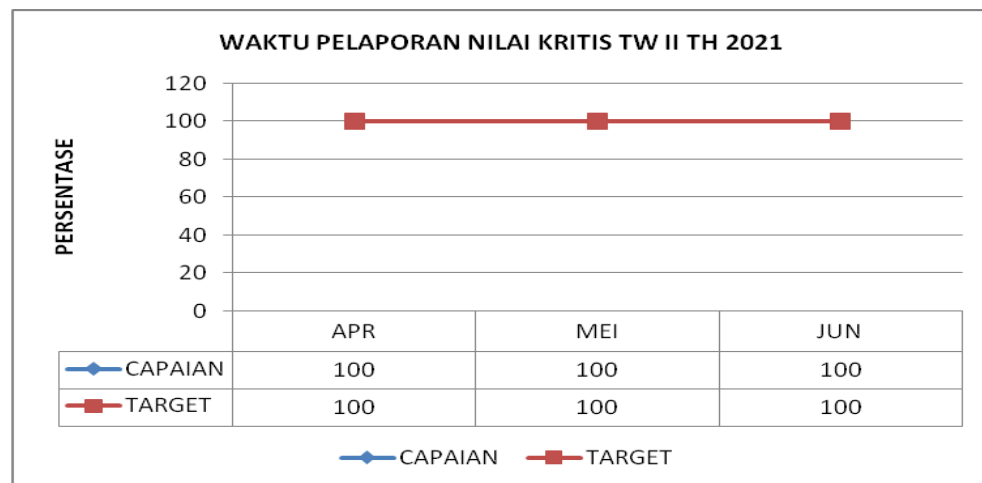 WAKTU PELAPORAN NILAI KRITIS TW II TH 2021
PERSENTASE
120
100
80
60
40
20
0
APR MEI JUN
CAPAIAN 100 100 100
TARGET 100 100 100
CAPAIAN TARGET